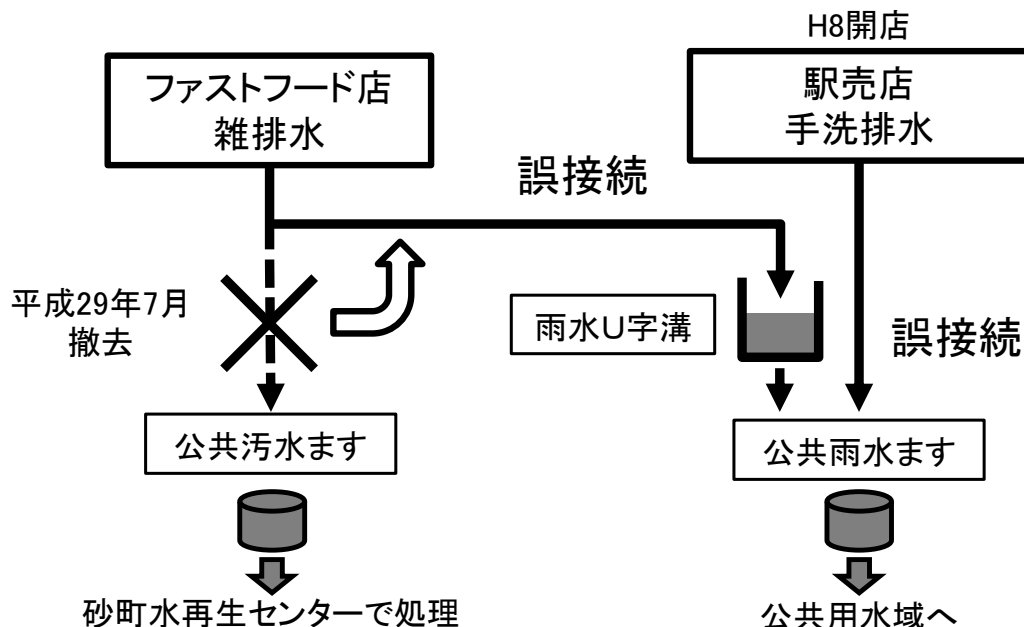 H8開店
ファストフード店
雑排水
駅売店
手洗排水
誤接続
平成29年7月
撤去
雨水U字溝
誤接続
公共汚水ます
公共雨水ます
砂町水再生センターで処理
公共用水域へ